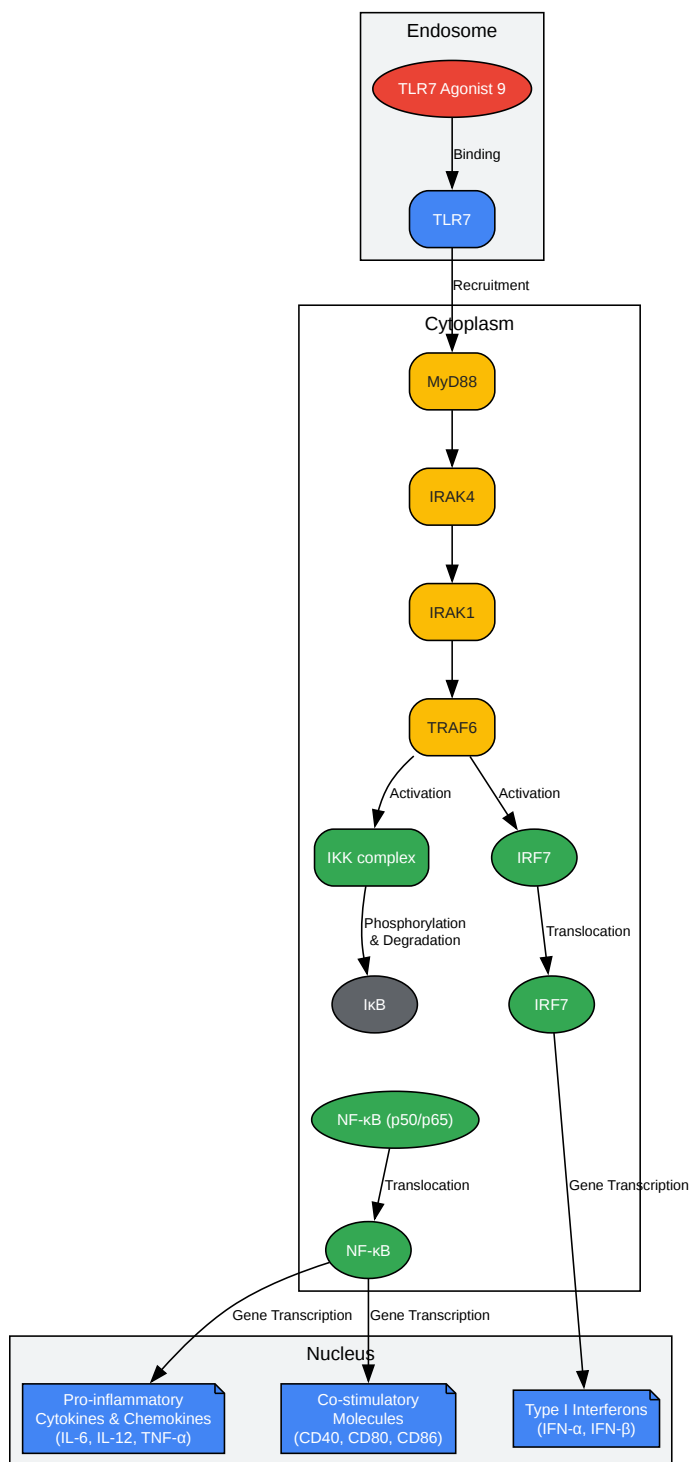 Endosome
TLR7 Agonist 9
Binding
TLR7
Recruitment
Cytoplasm
MyD88
IRAK4
IRAK1
TRAF6
Activation
Activation
IKK complex
IRF7
Phosphorylation
& Degradation
Translocation
IκB
IRF7
NF-κB (p50/p65)
Translocation
Gene Transcription
NF-κB
Gene Transcription
Gene Transcription
Nucleus
Pro-inflammatory
Cytokines & Chemokines
(IL-6, IL-12, TNF-α)
Co-stimulatory
Molecules
(CD40, CD80, CD86)
Type I Interferons
(IFN-α, IFN-β)